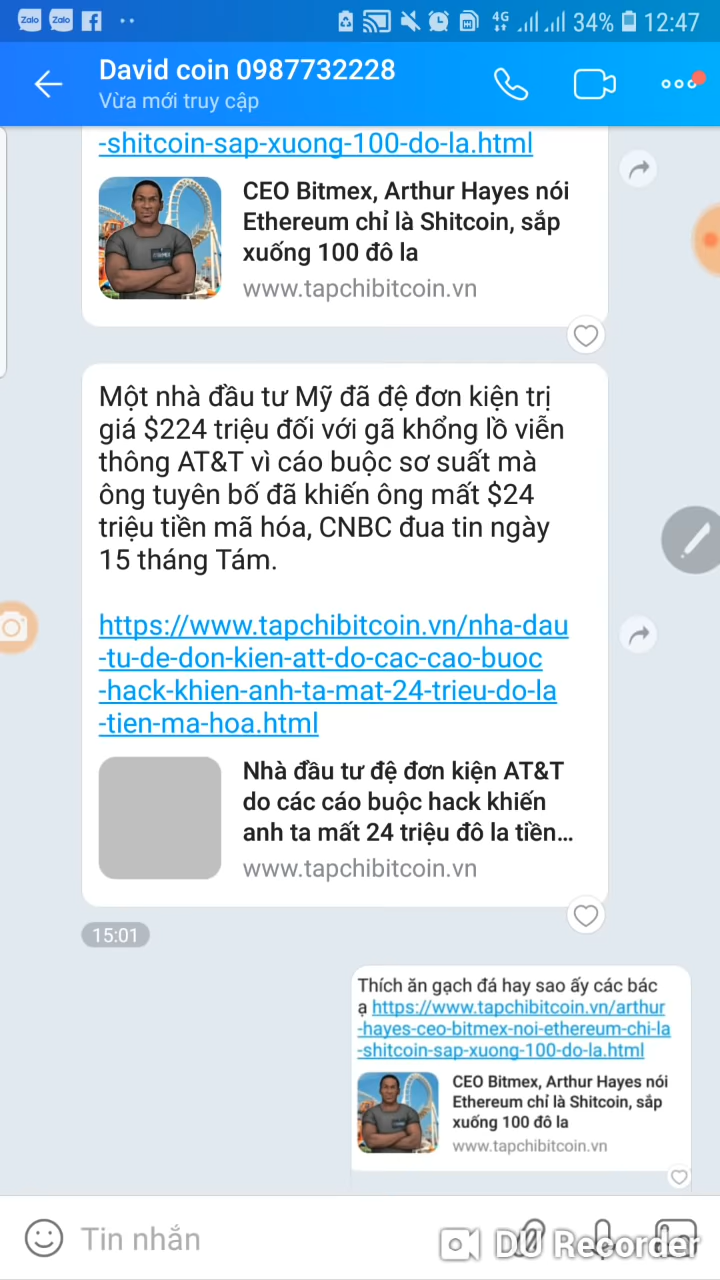 Zalo Zalo 4G 34% 12:47
David coin 0987732228
Vừa mới truy cập
-shitcoin-sap-xuong-100-do-la.html
CEO Bitmex, Arthur Hayes nói
Ethereum chỉ là Shitcoin, sắp
xuống 100 đô la
www.tapchibitcoin.vn
Một nhà đầu tư Mỹ đã đệ đơn kiện trị
giá $224 triệu đối với gã khổng lồ viễn
thông AT&T vì cáo buộc sơ suất mà
ông tuyên bố đã khiến ông mất $24
triệu tiền mã hóa, CNBC đưa tin ngày
15 tháng Tám.
https://www.tapchibitcoin.vn/nha-dau
-tu-de-don-kien-att-do-cac-cao-buoc
-hack-khien-anh-ta-mat-24-trieu-do-la
-tien-ma-hoa.html
Nhà đầu tư đệ đơn kiện AT&T
do các cáo buộc hack khiến
anh ta mất 24 triệu đô la tiền...
www.tapchibitcoin.vn
15:01
Thích ăn gạch đá hay sao ấy các bác
ạ https://www.tapchibitcoin.vn/arthur
-hayes-ceo-bitmex-noi-ethereum-chi-la
-shitcoin-sap-xuong-100-do-la.html
CEO Bitmex, Arthur Hayes nói
Ethereum chỉ là Shitcoin, sắp
xuống 100 đô la
www.tapchibitcoin.vn
Tin nhắn
DU Recorder